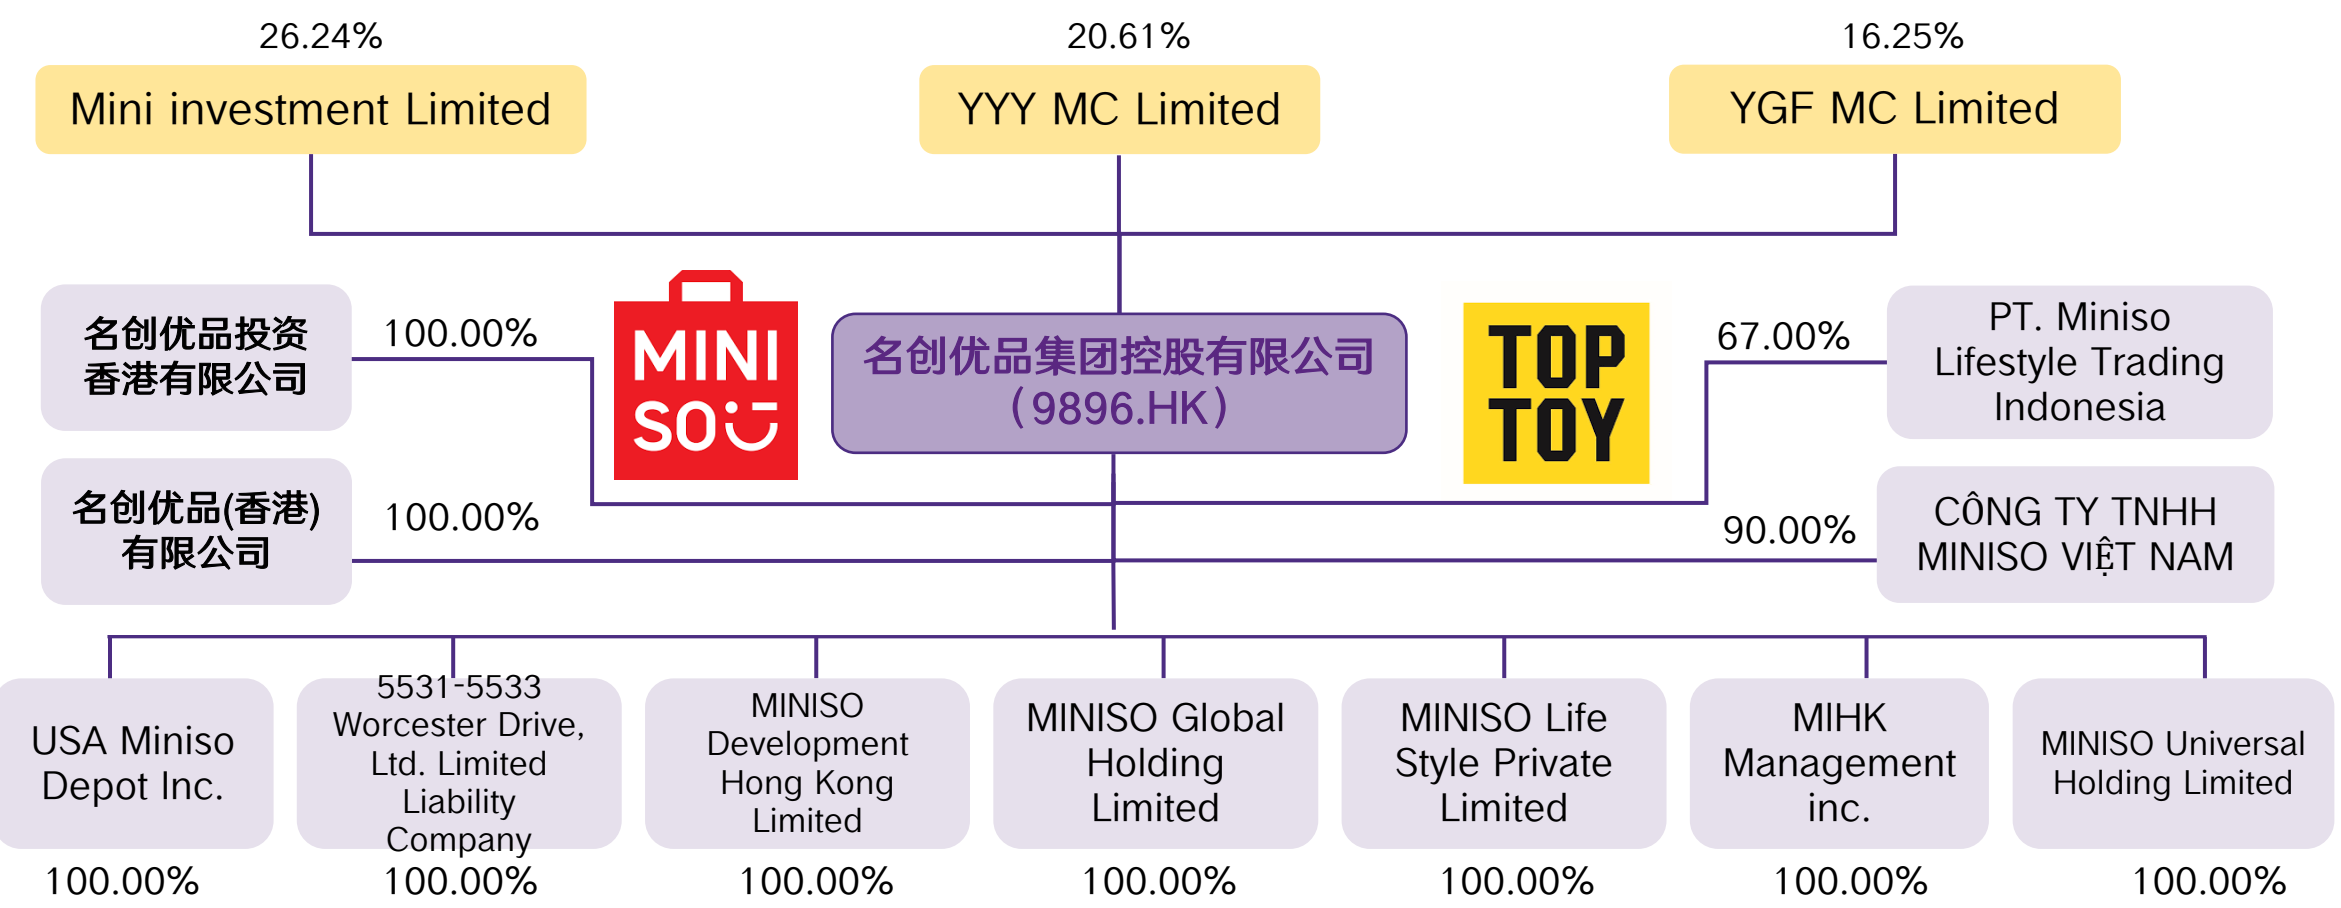 26.24%
20.61%
16.25%
Mini investment Limited
YYY MC Limited
YGF MC Limited
名创优品投资
香港有限公司
100.00%
MINI
SO
名创优品集团控股有限公司
（9896.HK）
TOP
TOY
67.00%
PT. Miniso
Lifestyle Trading
Indonesia
名创优品(香港)
有限公司
100.00%
90.00%
CÔNG TY TNHH
MINISO VIỆT NAM
USA Miniso
Depot Inc.
100.00%
5531-5533
Worcester Drive,
Ltd. Limited
Liability
Company
100.00%
MINISO
Development
Hong Kong
Limited
100.00%
MINISO Global
Holding
Limited
100.00%
MINISO Life
Style Private
Limited
100.00%
MIHK
Management
inc.
100.00%
MINISO Universal
Holding Limited
100.00%